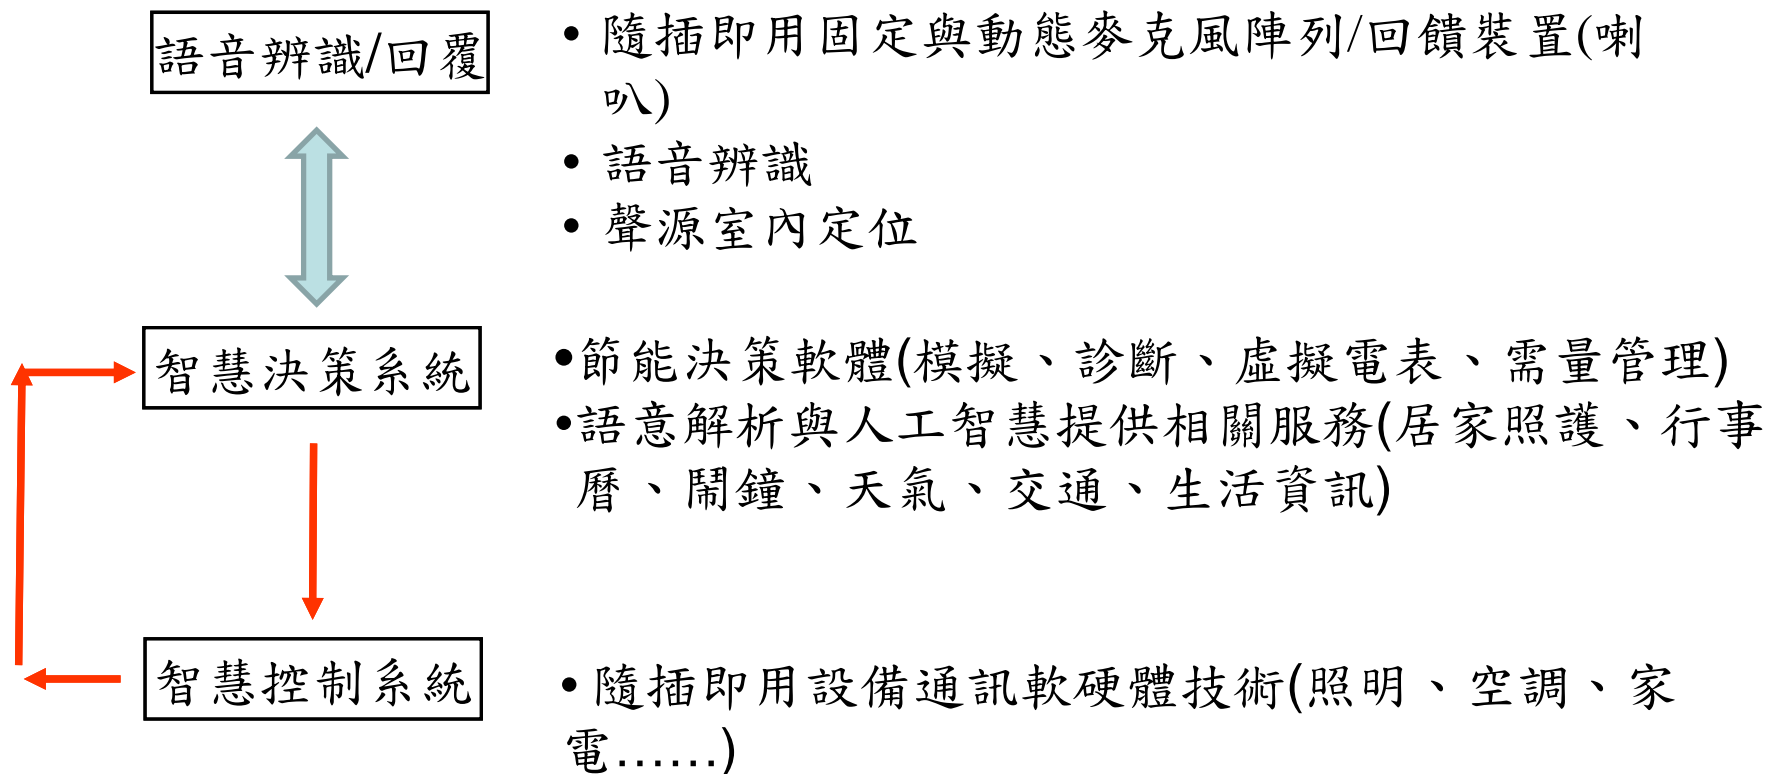 語音辨識/回覆
• 隨插即用固定與動態麥克風陣列/回饋裝置(喇
叭)
• 語音辨識
• 聲源室內定位
智慧決策系統
•節能決策軟體(模擬、診斷、虛擬電表、需量管理)
•語意解析與人工智慧提供相關服務(居家照護、行事
曆、鬧鐘、天氣、交通、生活資訊)
智慧控制系統
• 隨插即用設備通訊軟硬體技術(照明、空調、家
電……)